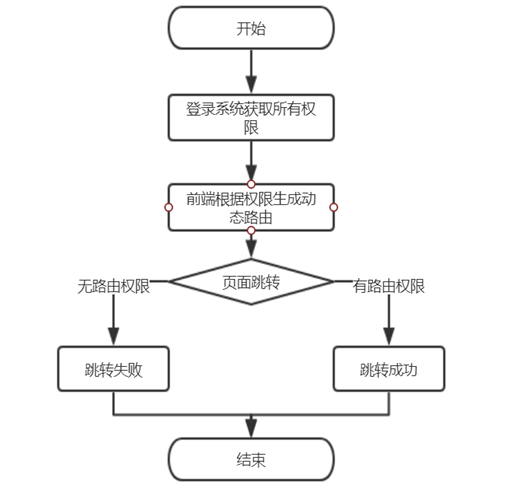 开始
登录系统获取所有权
限
前端根据权限生成动
态路由
页面跳转
无路由权限
有路由权限
跳转失败
跳转成功
结束